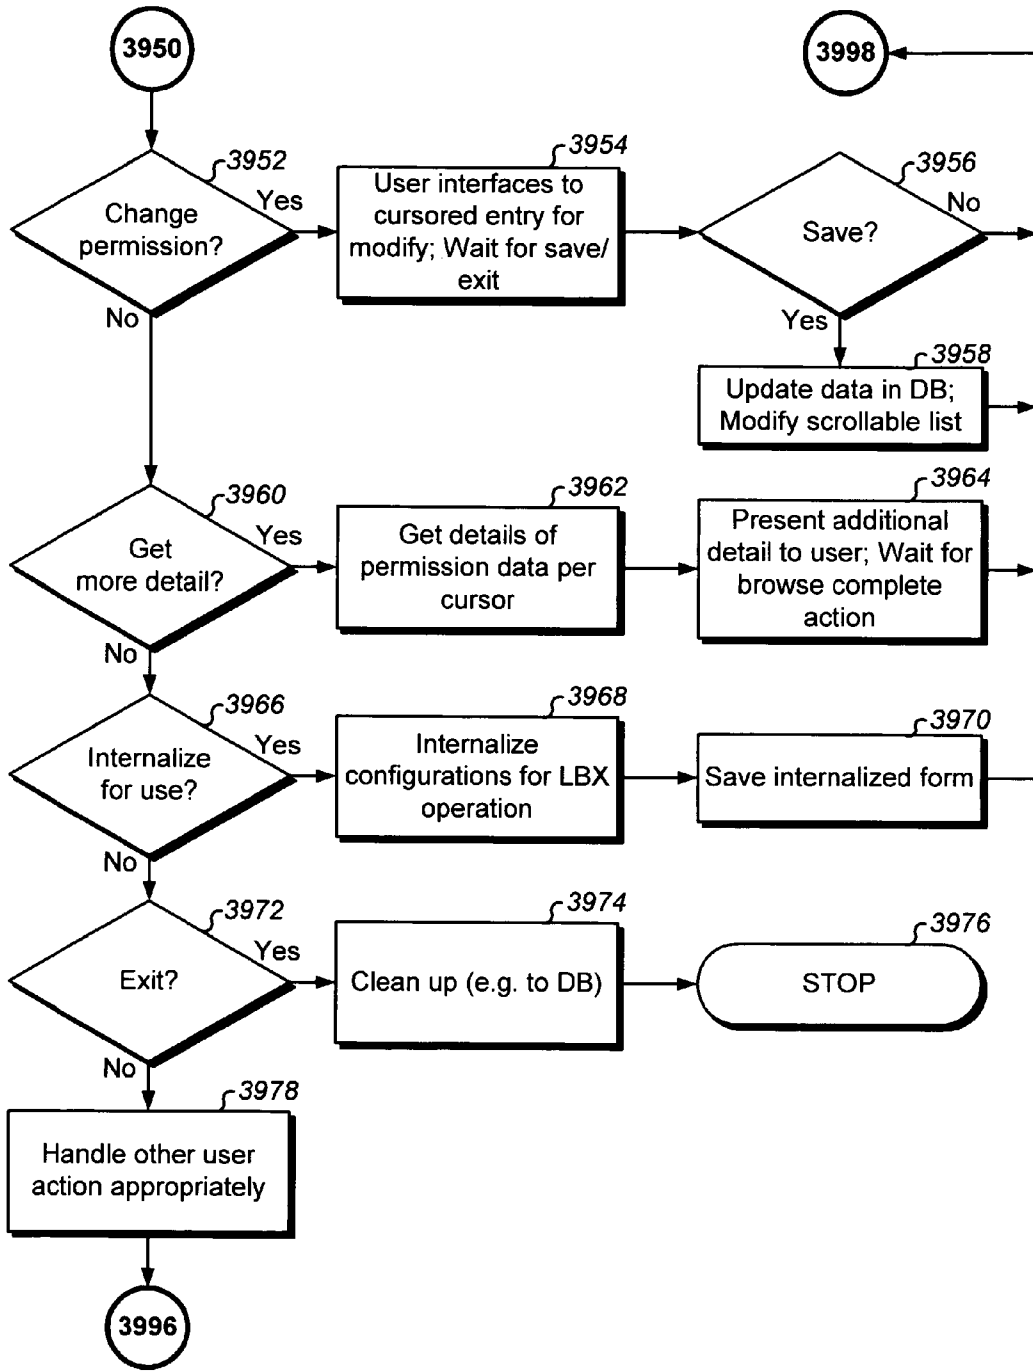 3950
3998
3952
Change
permission?
Yes
No
3954
User interfaces to
cursored entry for
modify; Wait for save/
exit
3956
Save?
No
Yes
3958
Update data in DB;
Modify scrollable list
3960
Get
more detail?
Yes
No
3962
Get details of
permission data per
cursor
3964
Present additional
detail to user; Wait for
browse complete
action
3966
Internalize
for use?
Yes
No
3968
Internalize
configurations for LBX
operation
3970
Save internalized form
3972
Exit?
Yes
No
3974
Clean up (e.g. to DB)
3976
STOP
3978
Handle other user
action appropriately
3996